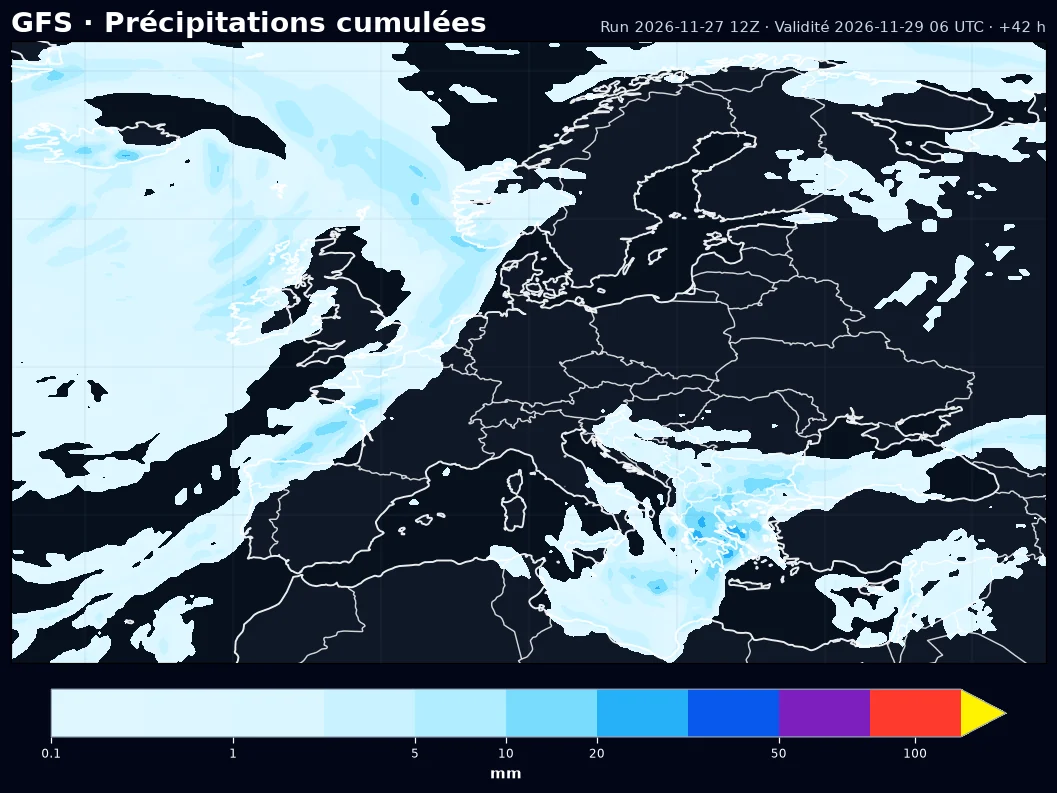 GFS · Précipitations cumulées
Run 2026-11-27 12Z · Validité 2026-11-29 06 UTC · +42 h
0.1 1 5 10 20 50 100
mm